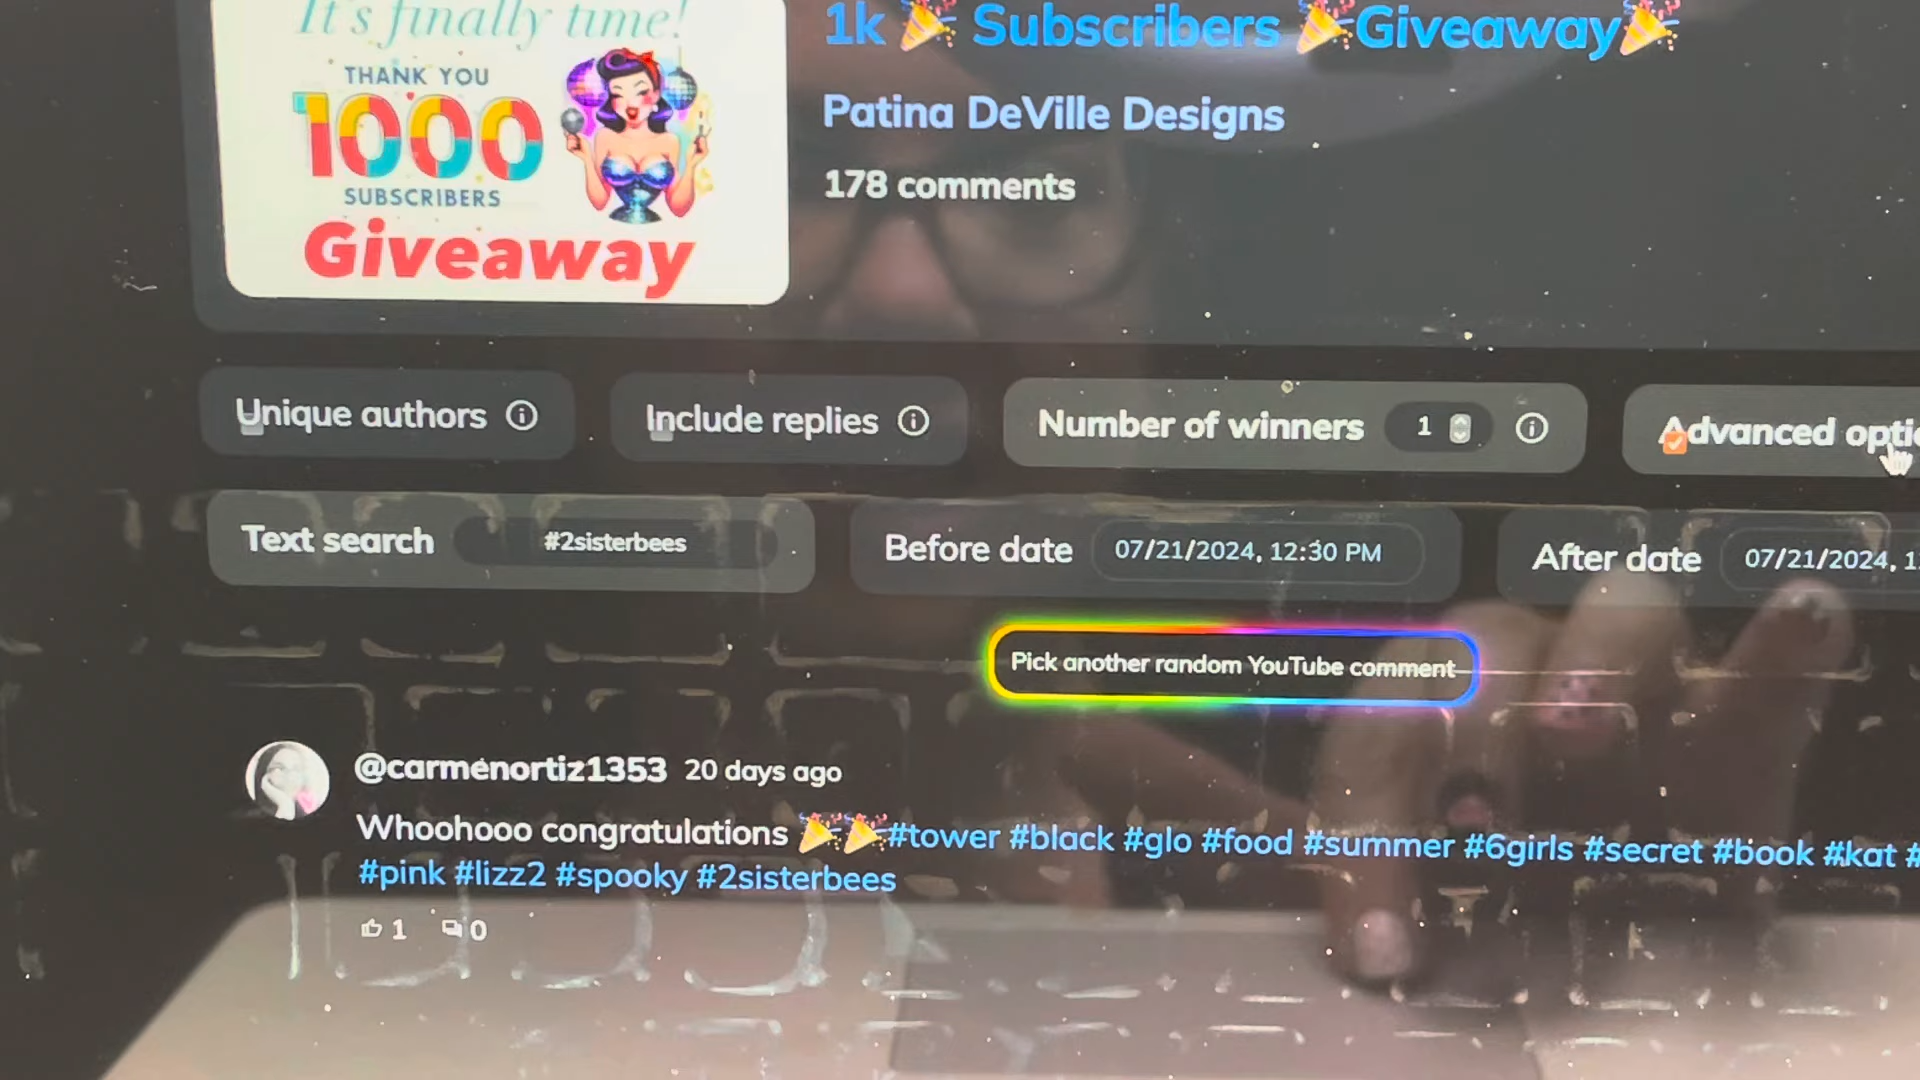 It's finally time!
THANK YOU
1000
SUBSCRIBERS
Giveaway
1k 🎉 Subscribers 🎉Giveaway🎉
Patina DeVille Designs
178 comments
Unique authors
Include replies
Number of winners 1
Advanced
Text search #2sisterbees
Before date 07/21/2024, 12:30 PM
After date 07/21/2024,
Pick another random YouTube comment
@carmenortiz1353 20 days ago
Whoohooo congratulations 🎉🎉#tower #black #glo #food #summer #6girls #secret #book #kat #
#pink #lizz2 #spooky #2sisterbees
1 0